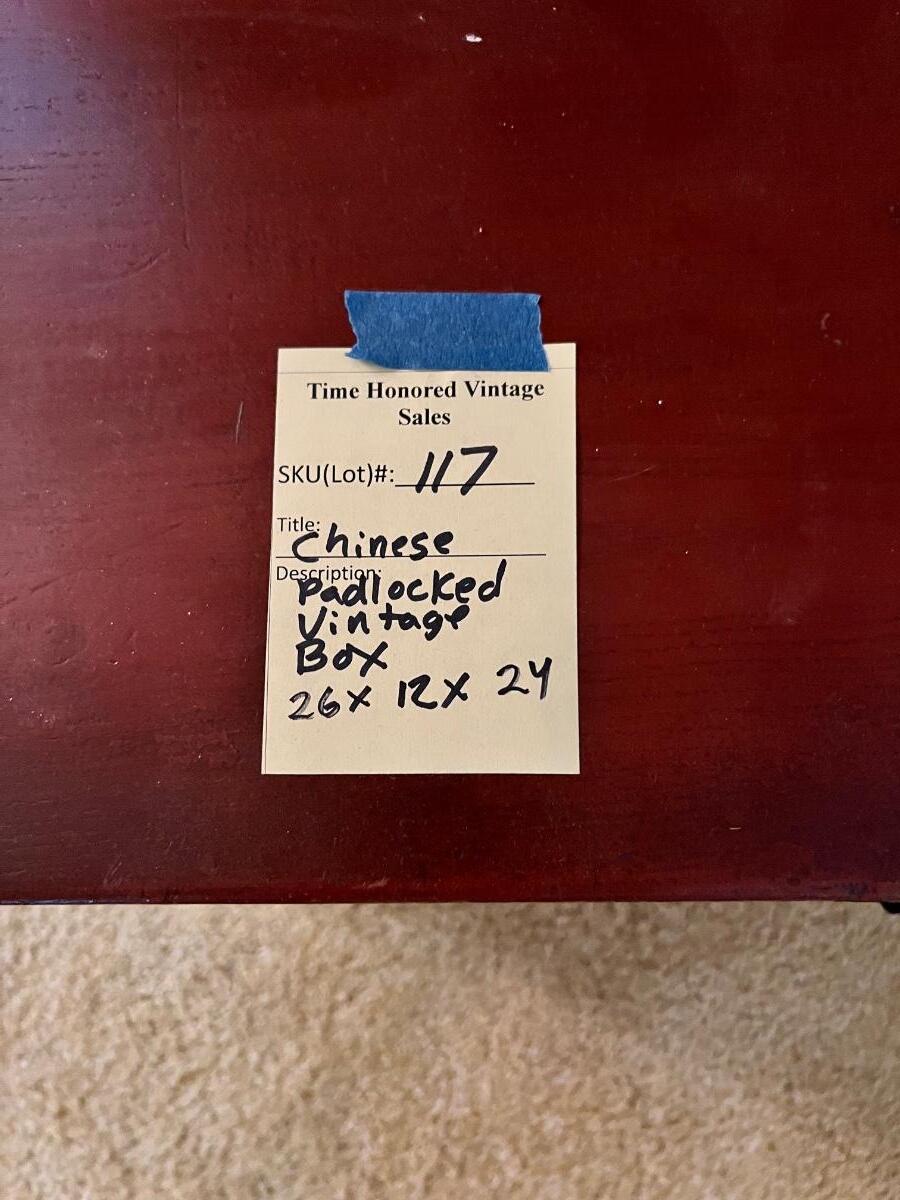 Time Honored Vintage
Sales
SKU(Lot)#: 117
Title:
Chinese
Description:
Padlocked
Vintage
Box
26x 12x 24